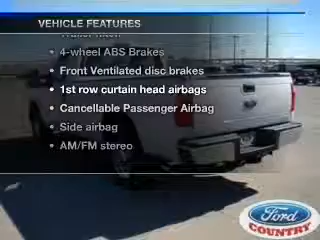 VEHICLE FEATURES
• 4-wheel ABS Brakes
• Front Ventilated disc brakes
• 1st row curtain head airbags
• Cancellable Passenger Airbag
• Side airbag
• AM/FM stereo
Ford
COUNTRY